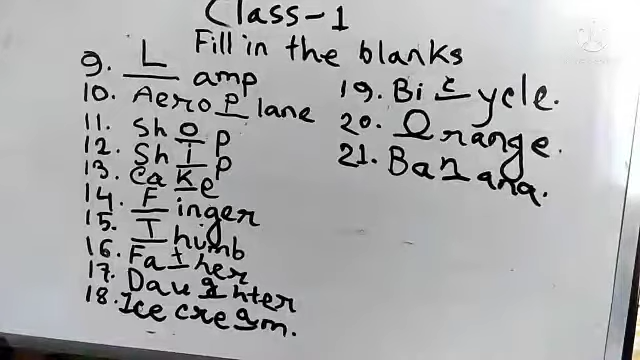 Class-1
Fill in the blanks
9. Lamp
10. Aeroplane
11. Shop
12. Ship
13. Cake
14. Finger
15. Thumb
16. Father
17. Daughter
18. Ice cream.
19. Bicycle.
20. Orange.
21. Banana.